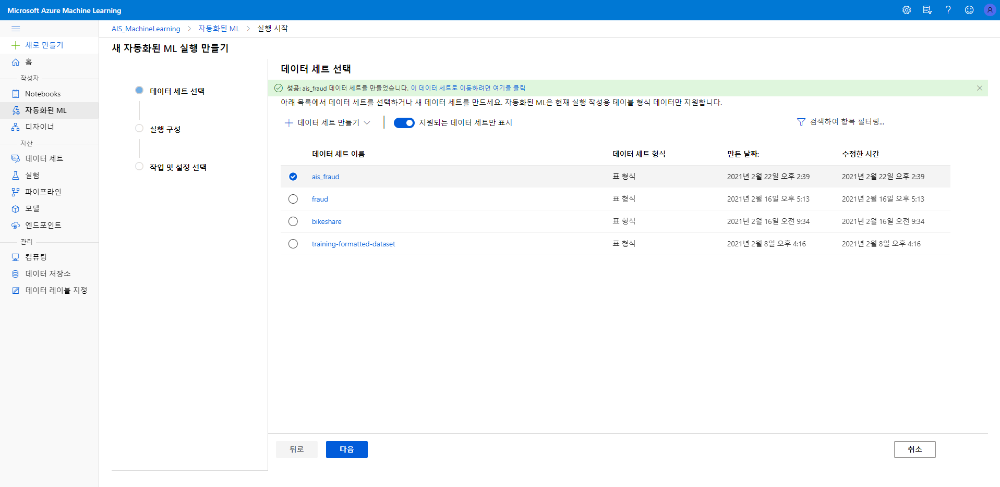 Microsoft Azure Machine Learning
AIS_MachineLearning > 자동화된 ML > 실행 시작
새로 만들기
홈
작성자
Notebooks
자동화된 ML
디자이너
자산
데이터 세트
실험
파이프라인
모델
엔드포인트
관리
컴퓨팅
데이터 저장소
데이터 레이블 지정
새 자동화된 ML 실행 만들기
데이터 세트 선택
실행 구성
작업 및 설정 선택
데이터 세트 선택
성공: ais_fraud 데이터 세트를 만들었습니다. 이 데이터 세트로 이동하려면 여기를 클릭
아래 목록에서 데이터 세트를 선택하거나 새 데이터 세트를 만드세요. 자동화된 ML은 현재 실행 작성용 테이블 형식 데이터만 지원합니다.
데이터 세트 만들기 지원되는 데이터 세트만 표시 검색하여 항목 필터링...
데이터 세트 이름 데이터 세트 형식 만든 날짜: 수정한 시간
ais_fraud 표 형식 2021년 2월 22일 오후 2:39 2021년 2월 22일 오후 2:39
fraud 표 형식 2021년 2월 16일 오후 5:13 2021년 2월 16일 오후 5:13
bikeshare 표 형식 2021년 2월 16일 오전 9:34 2021년 2월 16일 오전 9:34
training-formatted-dataset 표 형식 2021년 2월 8일 오후 4:16 2021년 2월 8일 오후 4:16
뒤로 다음 취소